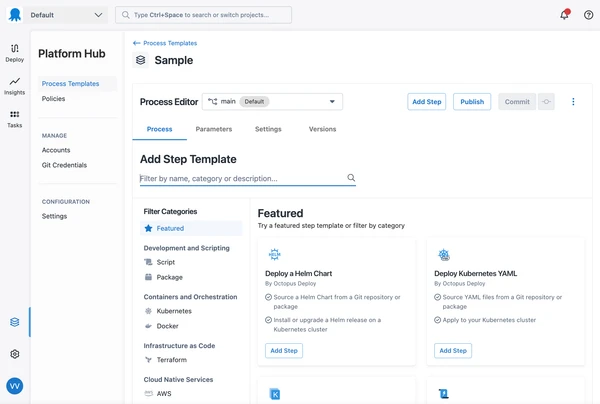 Default
Type Ctrl+Space to search or switch projects...
Deploy
Insights
Tasks
VV
Platform Hub
Process Templates
Policies
MANAGE
Accounts
Git Credentials
CONFIGURATION
Settings
← Process Templates
Sample
Process Editor
main Default
Add Step
Publish
Commit
Process
Parameters
Settings
Versions
Add Step Template
Filter by name, category or description...
Filter Categories
Featured
Development and Scripting
Script
Package
Containers and Orchestration
Kubernetes
Docker
Infrastructure as Code
Terraform
Cloud Native Services
AWS
Featured
Try a featured step template or filter by category
HELM
Deploy a Helm Chart
By Octopus Deploy
Source a Helm Chart from a Git repository or
package
Install or upgrade a Helm release on a
Kubernetes cluster
Add Step
Deploy Kubernetes YAML
By Octopus Deploy
Source YAML files from a Git repository or
package
Apply to your Kubernetes cluster
Add Step